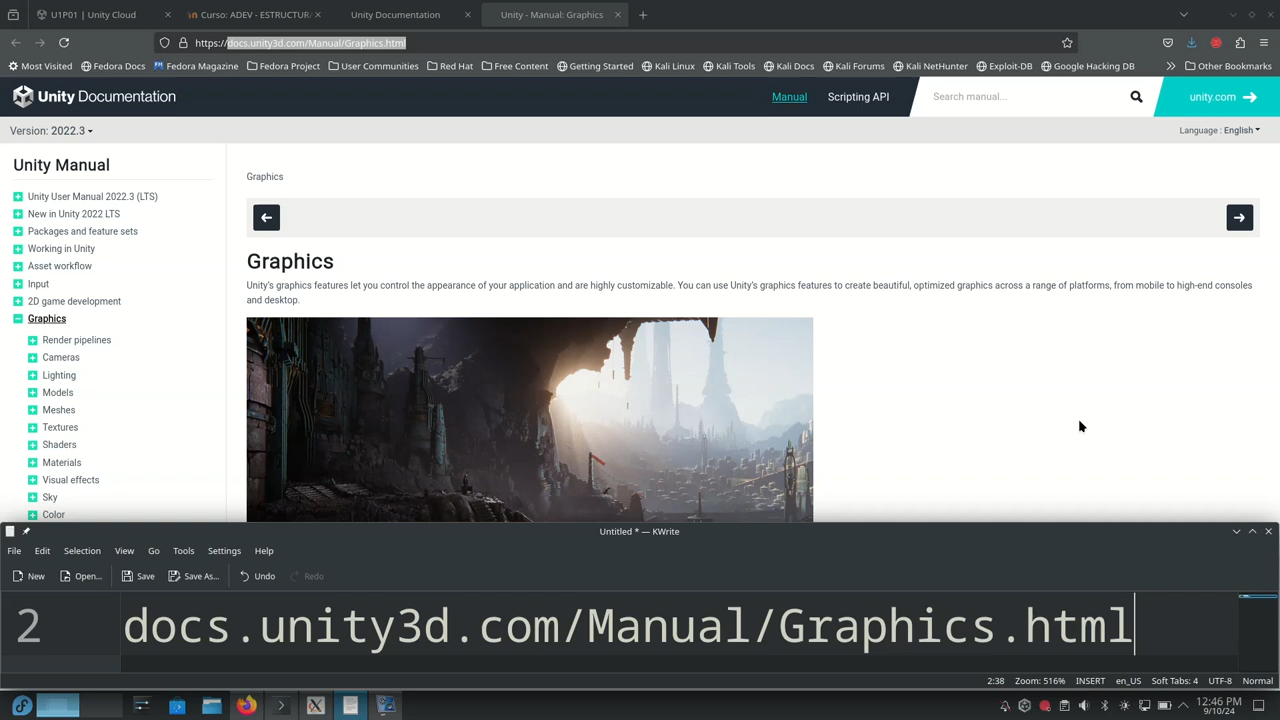 U1P01 | Unity Cloud
Curso: ADEV - ESTRUCTUR
Unity Documentation
Unity - Manual: Graphics
https://docs.unity3d.com/Manual/Graphics.html
Most Visited
Fedora Docs
Fedora Magazine
Fedora Project
User Communities
Red Hat
Free Content
Getting Started
Kali Linux
Kali Tools
Kali Docs
Kali Forums
Kali NetHunter
Exploit-DB
Google Hacking DB
Other Bookmarks
Unity Documentation
Manual
Scripting API
Search manual...
unity.com
Version: 2022.3
Language : English
Unity Manual
Unity User Manual 2022.3 (LTS)
New in Unity 2022 LTS
Packages and feature sets
Working in Unity
Asset workflow
Input
2D game development
Graphics
Render pipelines
Cameras
Lighting
Models
Meshes
Textures
Shaders
Materials
Visual effects
Sky
Color
Graphics
Graphics
Unity's graphics features let you control the appearance of your application and are highly customizable. You can use Unity's graphics features to create beautiful, optimized graphics across a range of platforms, from mobile to high-end consoles
and desktop.
Untitled * — KWrite
File Edit Selection View Go Tools Settings Help
New Open... Save Save As... Undo Redo
2 docs.unity3d.com/Manual/Graphics.html
2:38 Zoom: 516% INSERT en_US Soft Tabs: 4 UTF-8 Normal
12:46 PM
9/10/24